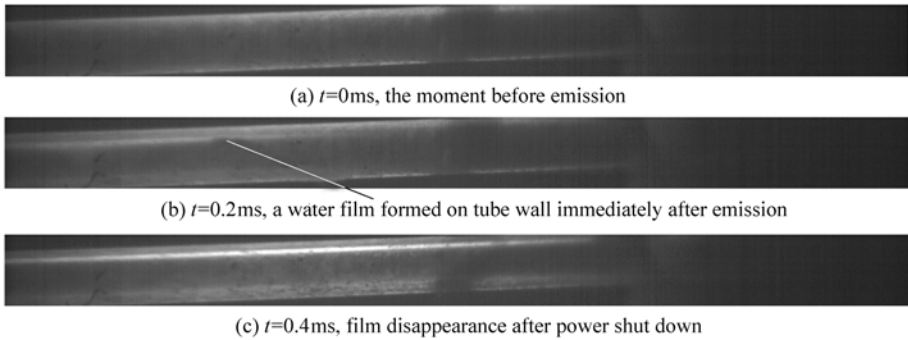 (a) t=0ms, the moment before emission
(b) t=0.2ms, a water film formed on tube wall immediately after emission
(c) t=0.4ms, film disappearance after power shut down